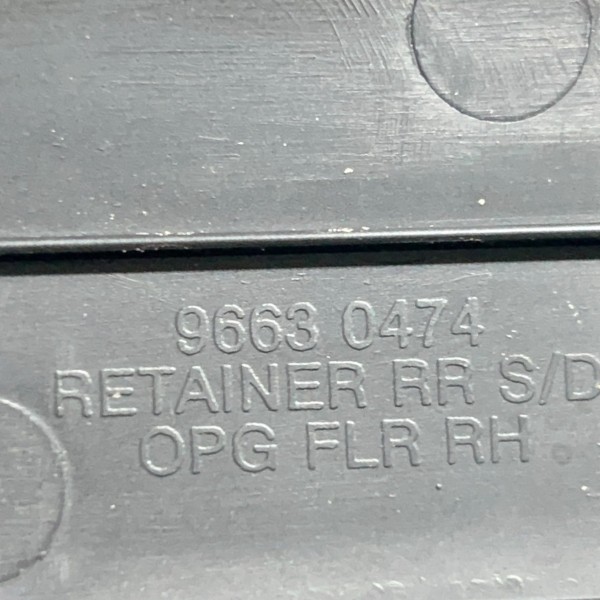 9663 0474
RETAINER RR S/D
OPG FLR RH